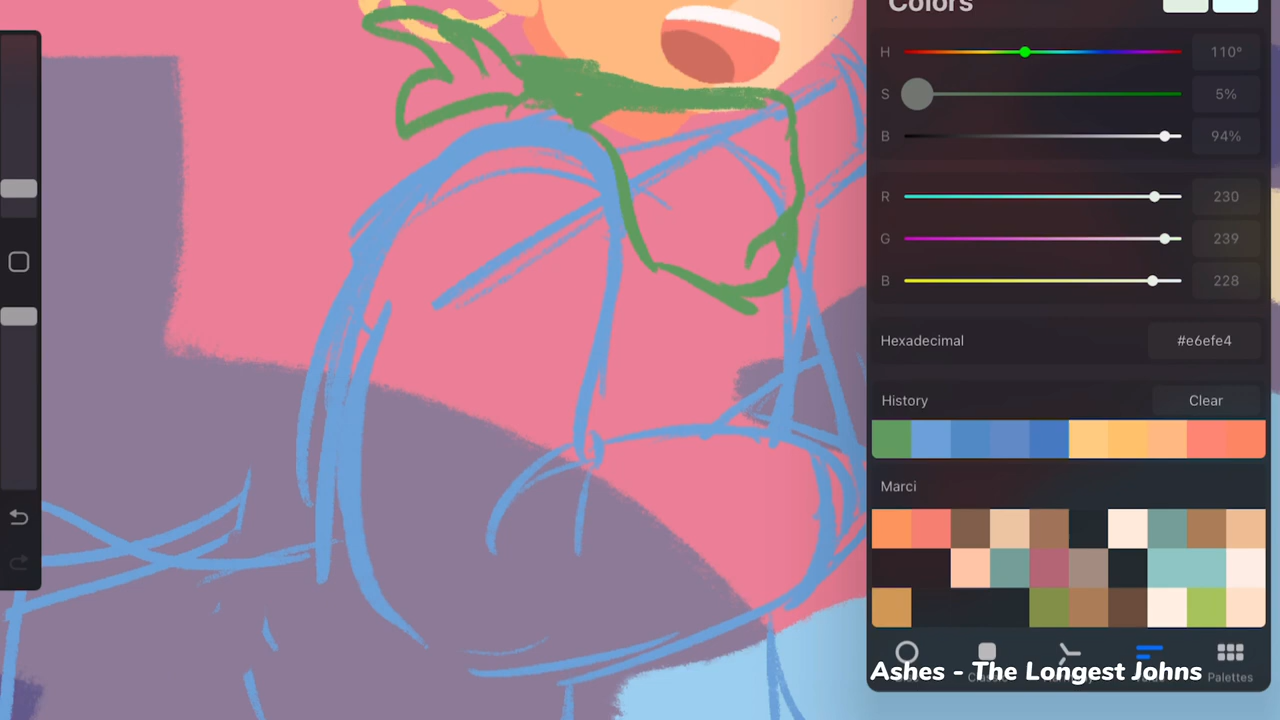 Colors
H 110°
S 5%
B 94%
R 230
G 239
B 228
Hexadecimal #e6efe4
History Clear
Marci
Ashes - The Longest Johns
Palettes